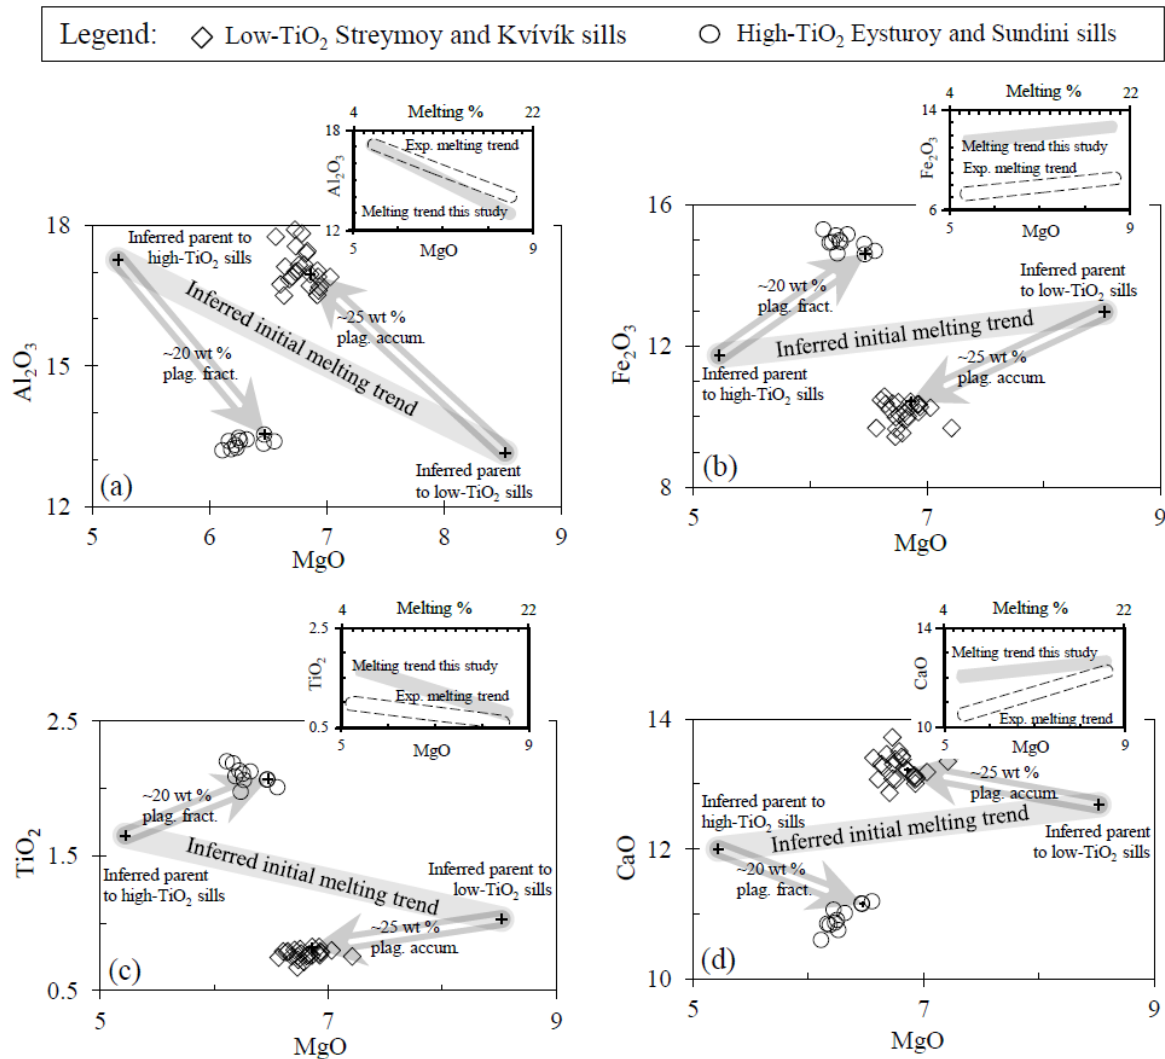 Legend: Low-TiO₂ Streymoy and Kvívík sills High-TiO₂ Eysturoy and Sundini sills
4 Melting % 22
18
Al₂O₃
Exp. melting trend
Melting trend this study
12
5 MgO 9
18
Inferred parent to
high-TiO₂ sills
~25 wt %
plag. accum.
Inferred initial melting trend
~20 wt %
plag. fract.
15
Al₂O₃
Inferred parent
to low-TiO₂ sills
12
(a)
5 6 7 8 9
MgO
4 Melting % 22
14
Fe₂O₃
Melting trend this study
Exp. melting trend
6
5 MgO 9
16
~20 wt %
plag. fract.
Inferred parent
to low-TiO₂ sills
12
Fe₂O₃
Inferred initial melting trend
Inferred parent
to high-TiO₂ sills
~25 wt %
plag. accum.
(b)
8
5 7 9
MgO
4 Melting % 22
2.5
TiO₂
Melting trend this study
Exp. melting trend
0.5
5 MgO 9
2.5
~20 wt %
plag. fract.
1.5
TiO₂
Inferred initial melting trend
Inferred parent
to high-TiO₂ sills
Inferred parent to
low-TiO₂ sills
~25 wt %
plag. accum.
(c)
0.5
5 7 9
MgO
4 Melting % 22
14
CaO
Melting trend this study
Exp. melting trend
10
5 MgO 9
14
~25 wt %
plag. accum.
Inferred parent to
high-TiO₂ sills
Inferred initial melting trend
12
CaO
~20 wt %
plag. fract.
Inferred parent
to low-TiO₂ sills
(d)
10
5 7 9
MgO